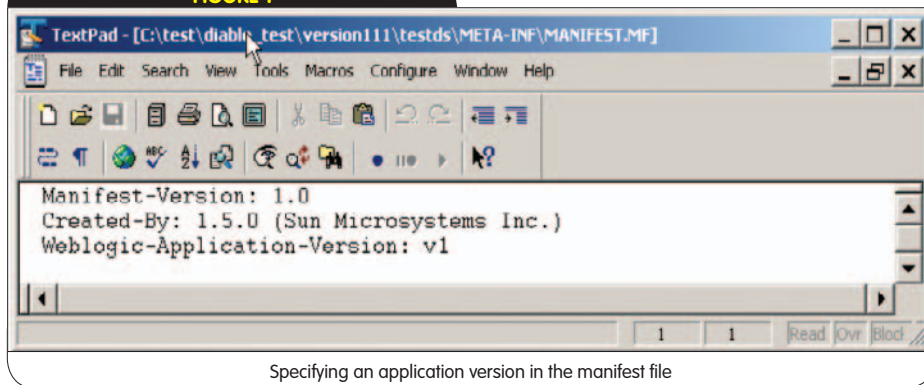 TextPad - [C:\test\diablo_test\version111\testds\META-INF\MANIFEST.MF]
File Edit Search View Tools Macros Configure Window Help
Manifest-Version: 1.0
Created-By: 1.5.0 (Sun Microsystems Inc.)
Weblogic-Application-Version: v1
1 1 Read Ovr Block
Specifying an application version in the manifest file